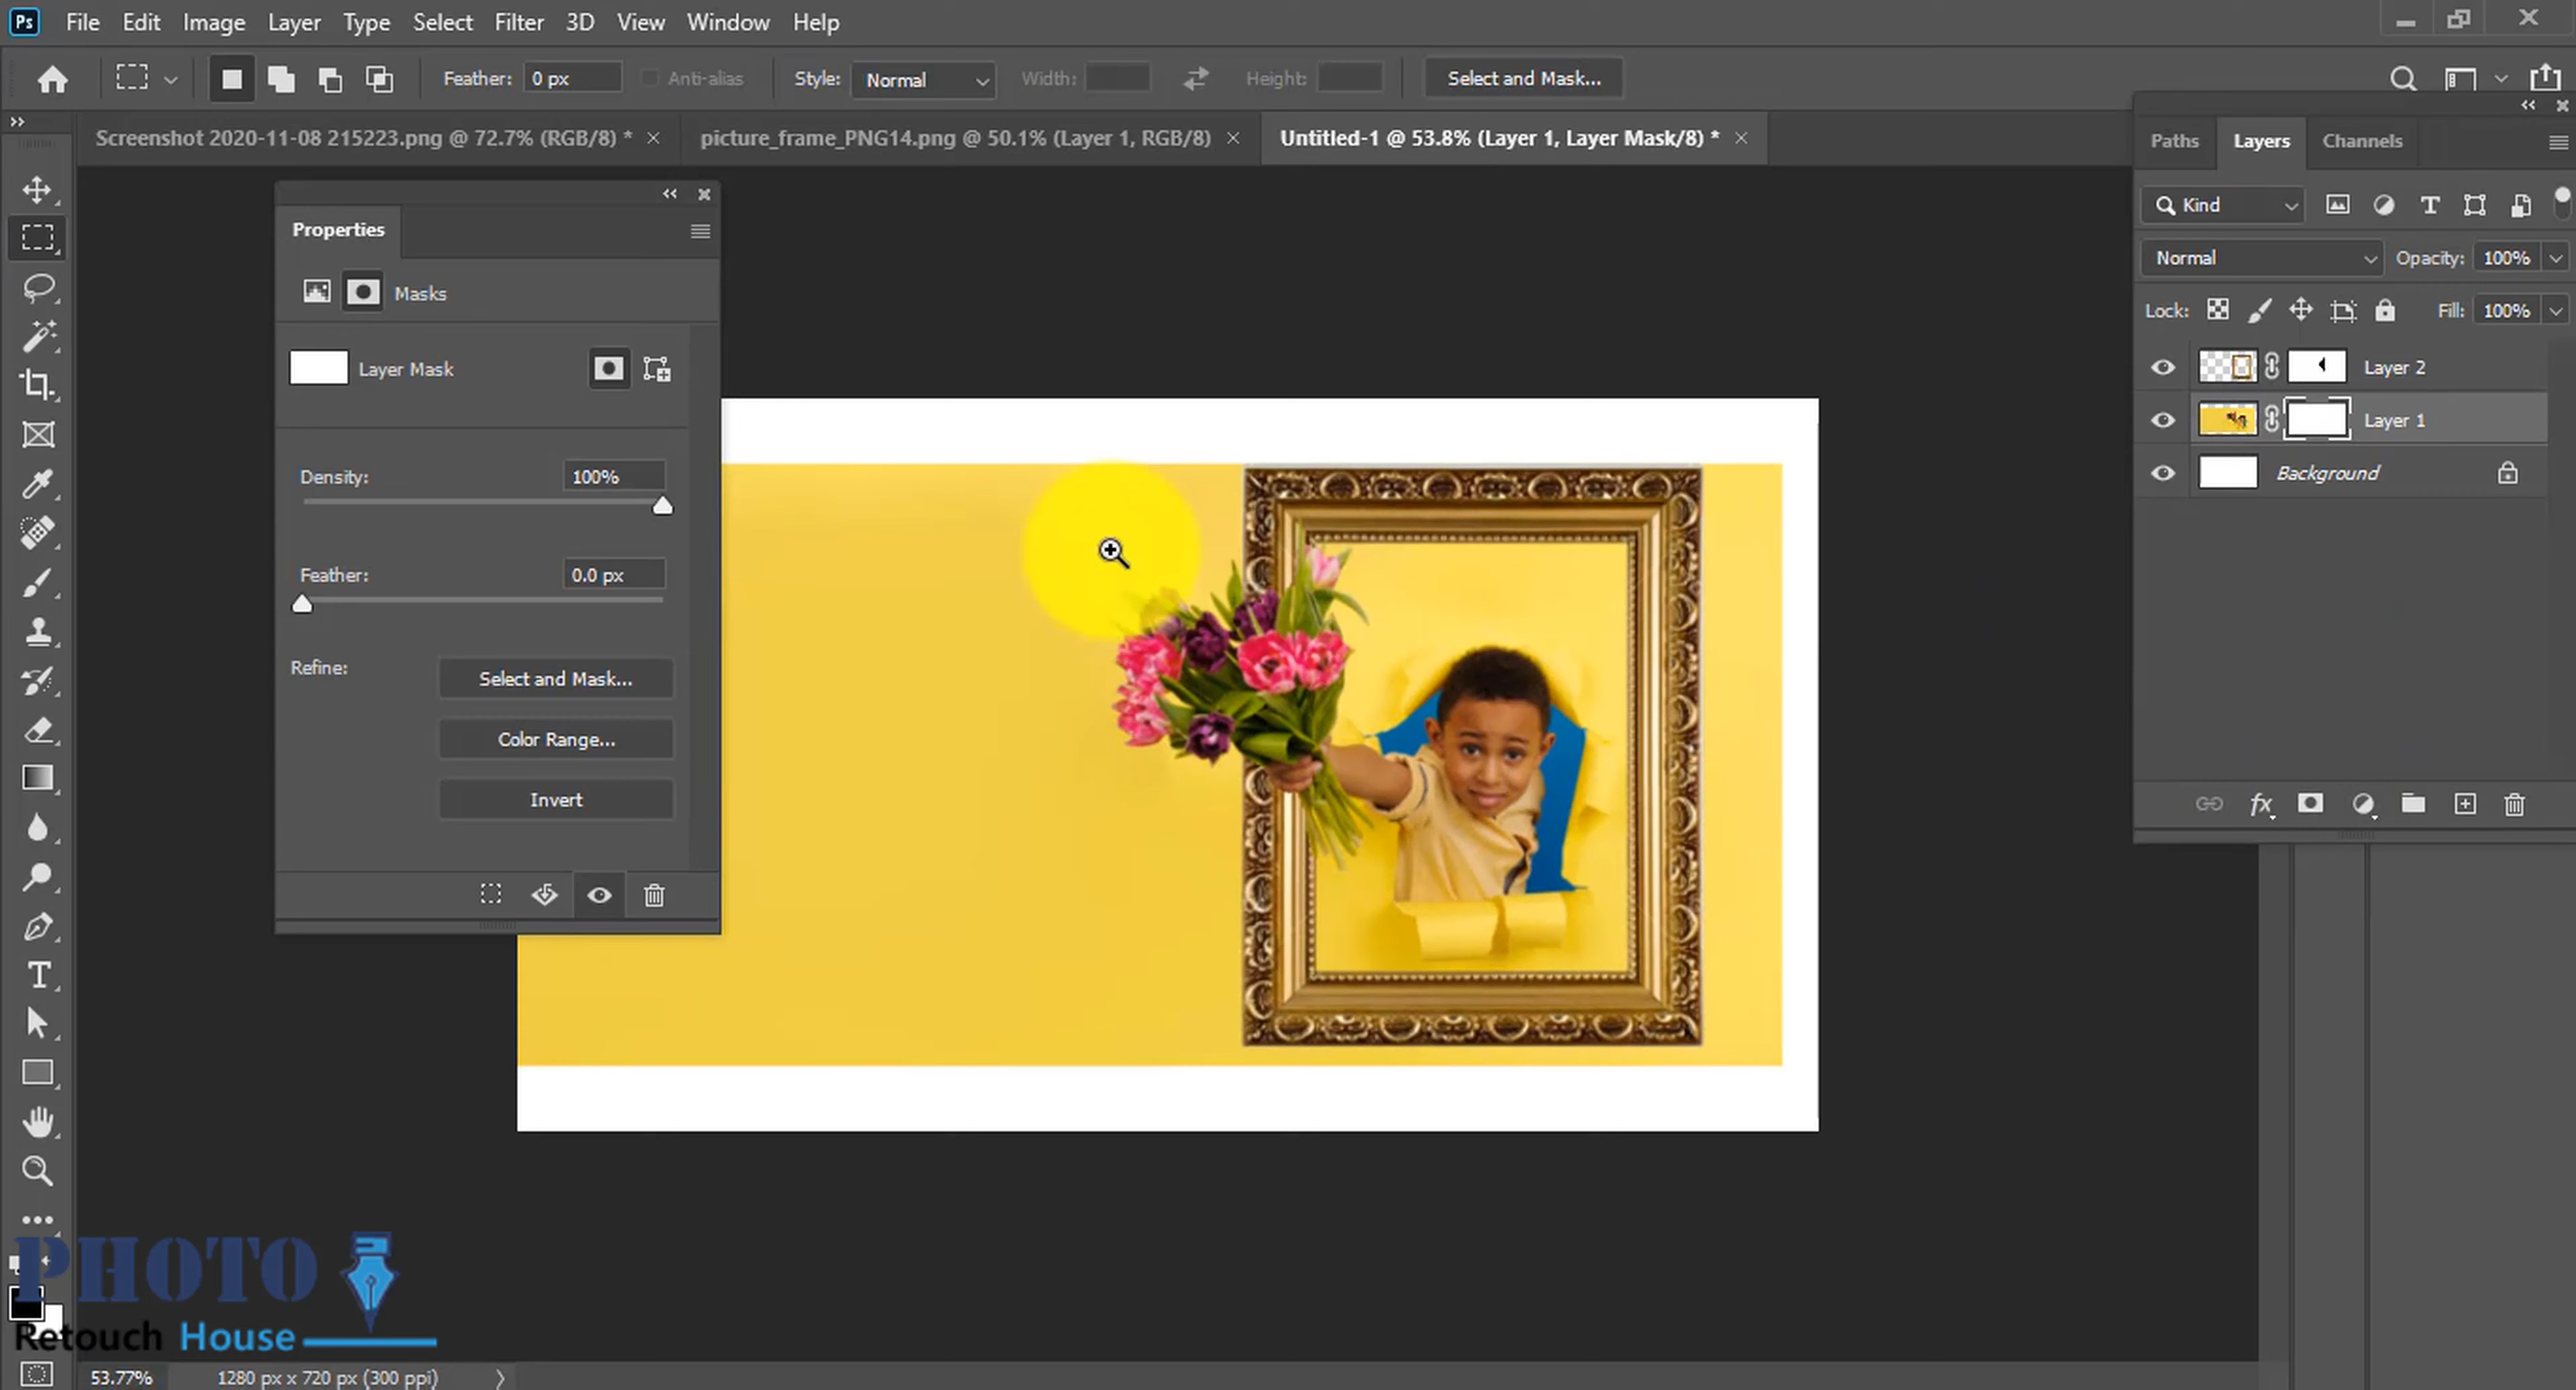 Ps File Edit Image Layer Type Select Filter 3D View Window Help
Feather: 0 px Anti-alias Style: Normal Width: Height: Select and Mask...
Screenshot 2020-11-08 215223.png @ 72.7% (RGB/8) * picture_frame_PNG14.png @ 50.1% (Layer 1, RGB/8) Untitled-1 @ 53.8% (Layer 1, Layer Mask/8) *
Properties
Masks
Layer Mask
Density: 100%
Feather: 0.0 px
Refine: Select and Mask...
Color Range...
Invert
Paths Layers Channels
Kind
Normal Opacity: 100%
Lock: Fill: 100%
Layer 2
Layer 1
Background
fx
PHOTO
Retouch House
53.77% 1280 px x 720 px (300 ppi)